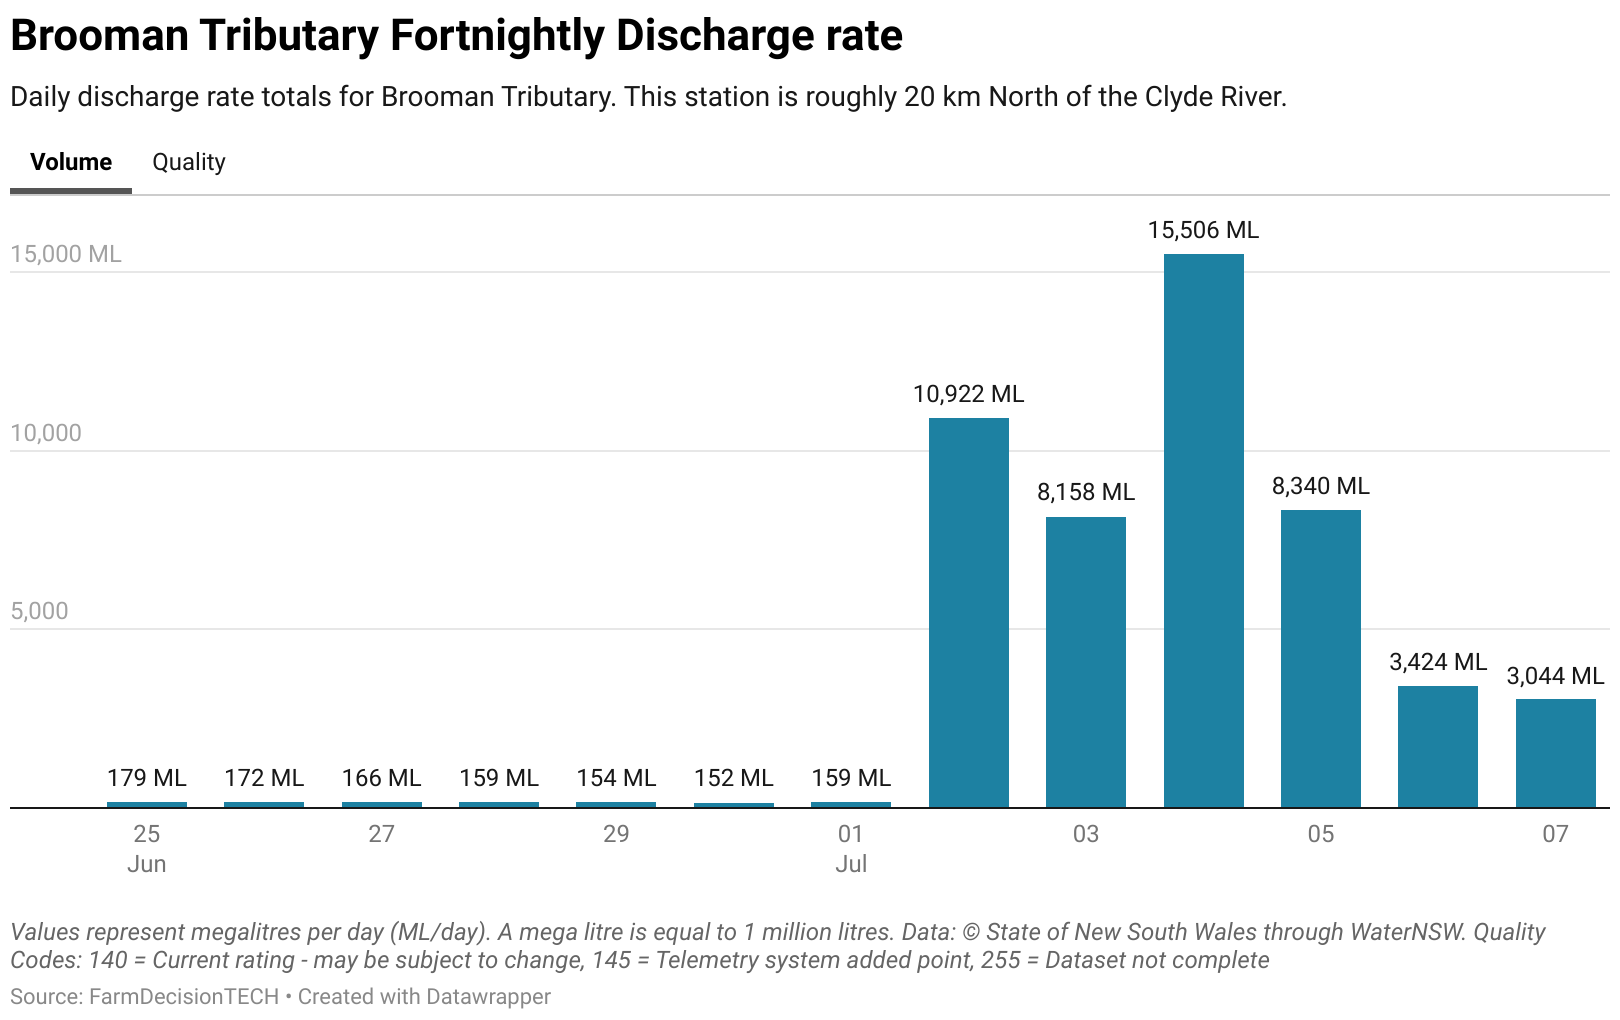 Brooman Tributary Fortnightly Discharge rate
Daily discharge rate totals for Brooman Tributary. This station is roughly 20 km North of the Clyde River.
Volume Quality
15,506 ML
15,000 ML
10,922 ML
10,000
8,158 ML
8,340 ML
5,000
3,424 ML
3,044 ML
179 ML 172 ML 166 ML 159 ML 154 ML 152 ML 159 ML
25 27 29 01 03 05 07
Jun Jul
Values represent megalitres per day (ML/day). A mega litre is equal to 1 million litres. Data: © State of New South Wales through WaterNSW. Quality
Codes: 140 = Current rating - may be subject to change, 145 = Telemetry system added point, 255 = Dataset not complete
Source: FarmDecisionTECH • Created with Datawrapper